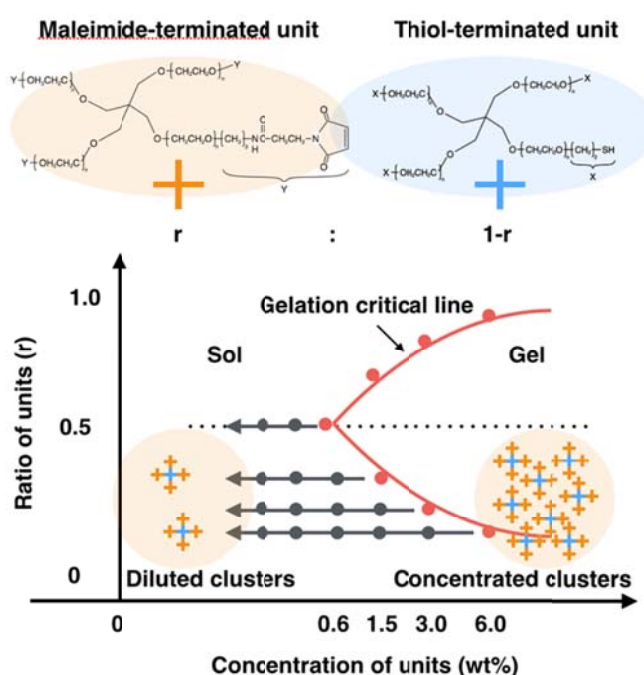 Maleimide-terminated unit
Thiol-terminated unit
r : 1-r
1.0
Gelation critical line
Sol
Gel
0.5
Ratio of units (r)
0
Diluted clusters
Concentrated clusters
0 0.6 1.5 3.0 6.0
Concentration of units (wt%)